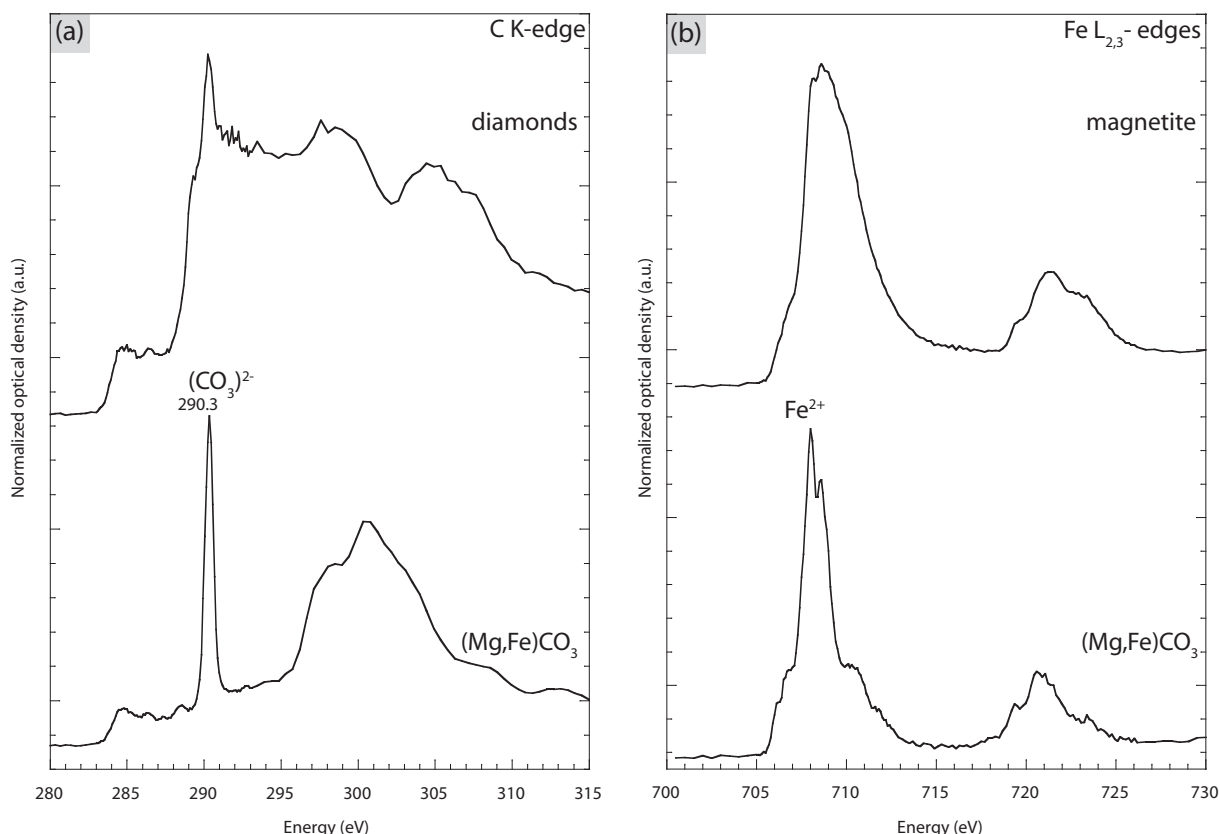 (a)
C K-edge
diamonds
(CO₃)²⁻
290.3
(Mg,Fe)CO₃
Normalized optical density (a.u.)
280 285 290 295 300 305 310 315
Energy (eV)
(b)
Fe L₂,₃- edges
magnetite
Fe²⁺
(Mg,Fe)CO₃
Normalized optical density (a.u.)
700 705 710 715 720 725 730
Energy (eV)